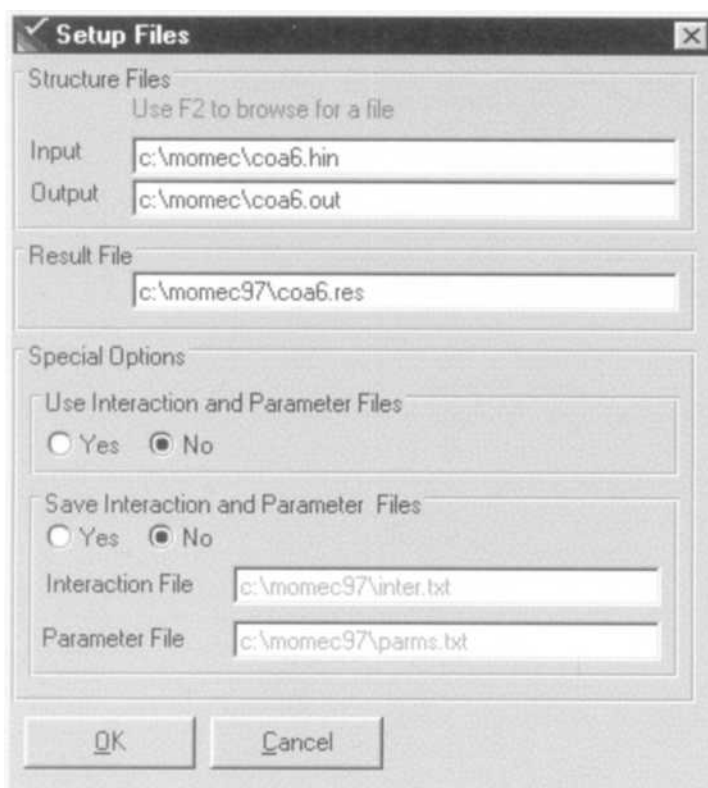 Setup Files
Structure Files
Use F2 to browse for a file
Input c:\momec\coa6.hin
Output c:\momec\coa6.out
Result File
c:\momec97\coa6.res
Special Options
Use Interaction and Parameter Files
Yes No
Save Interaction and Parameter Files
Yes No
Interaction File c:\momec97\inter.txt
Parameter File c:\momec97\parms.txt
OK Cancel